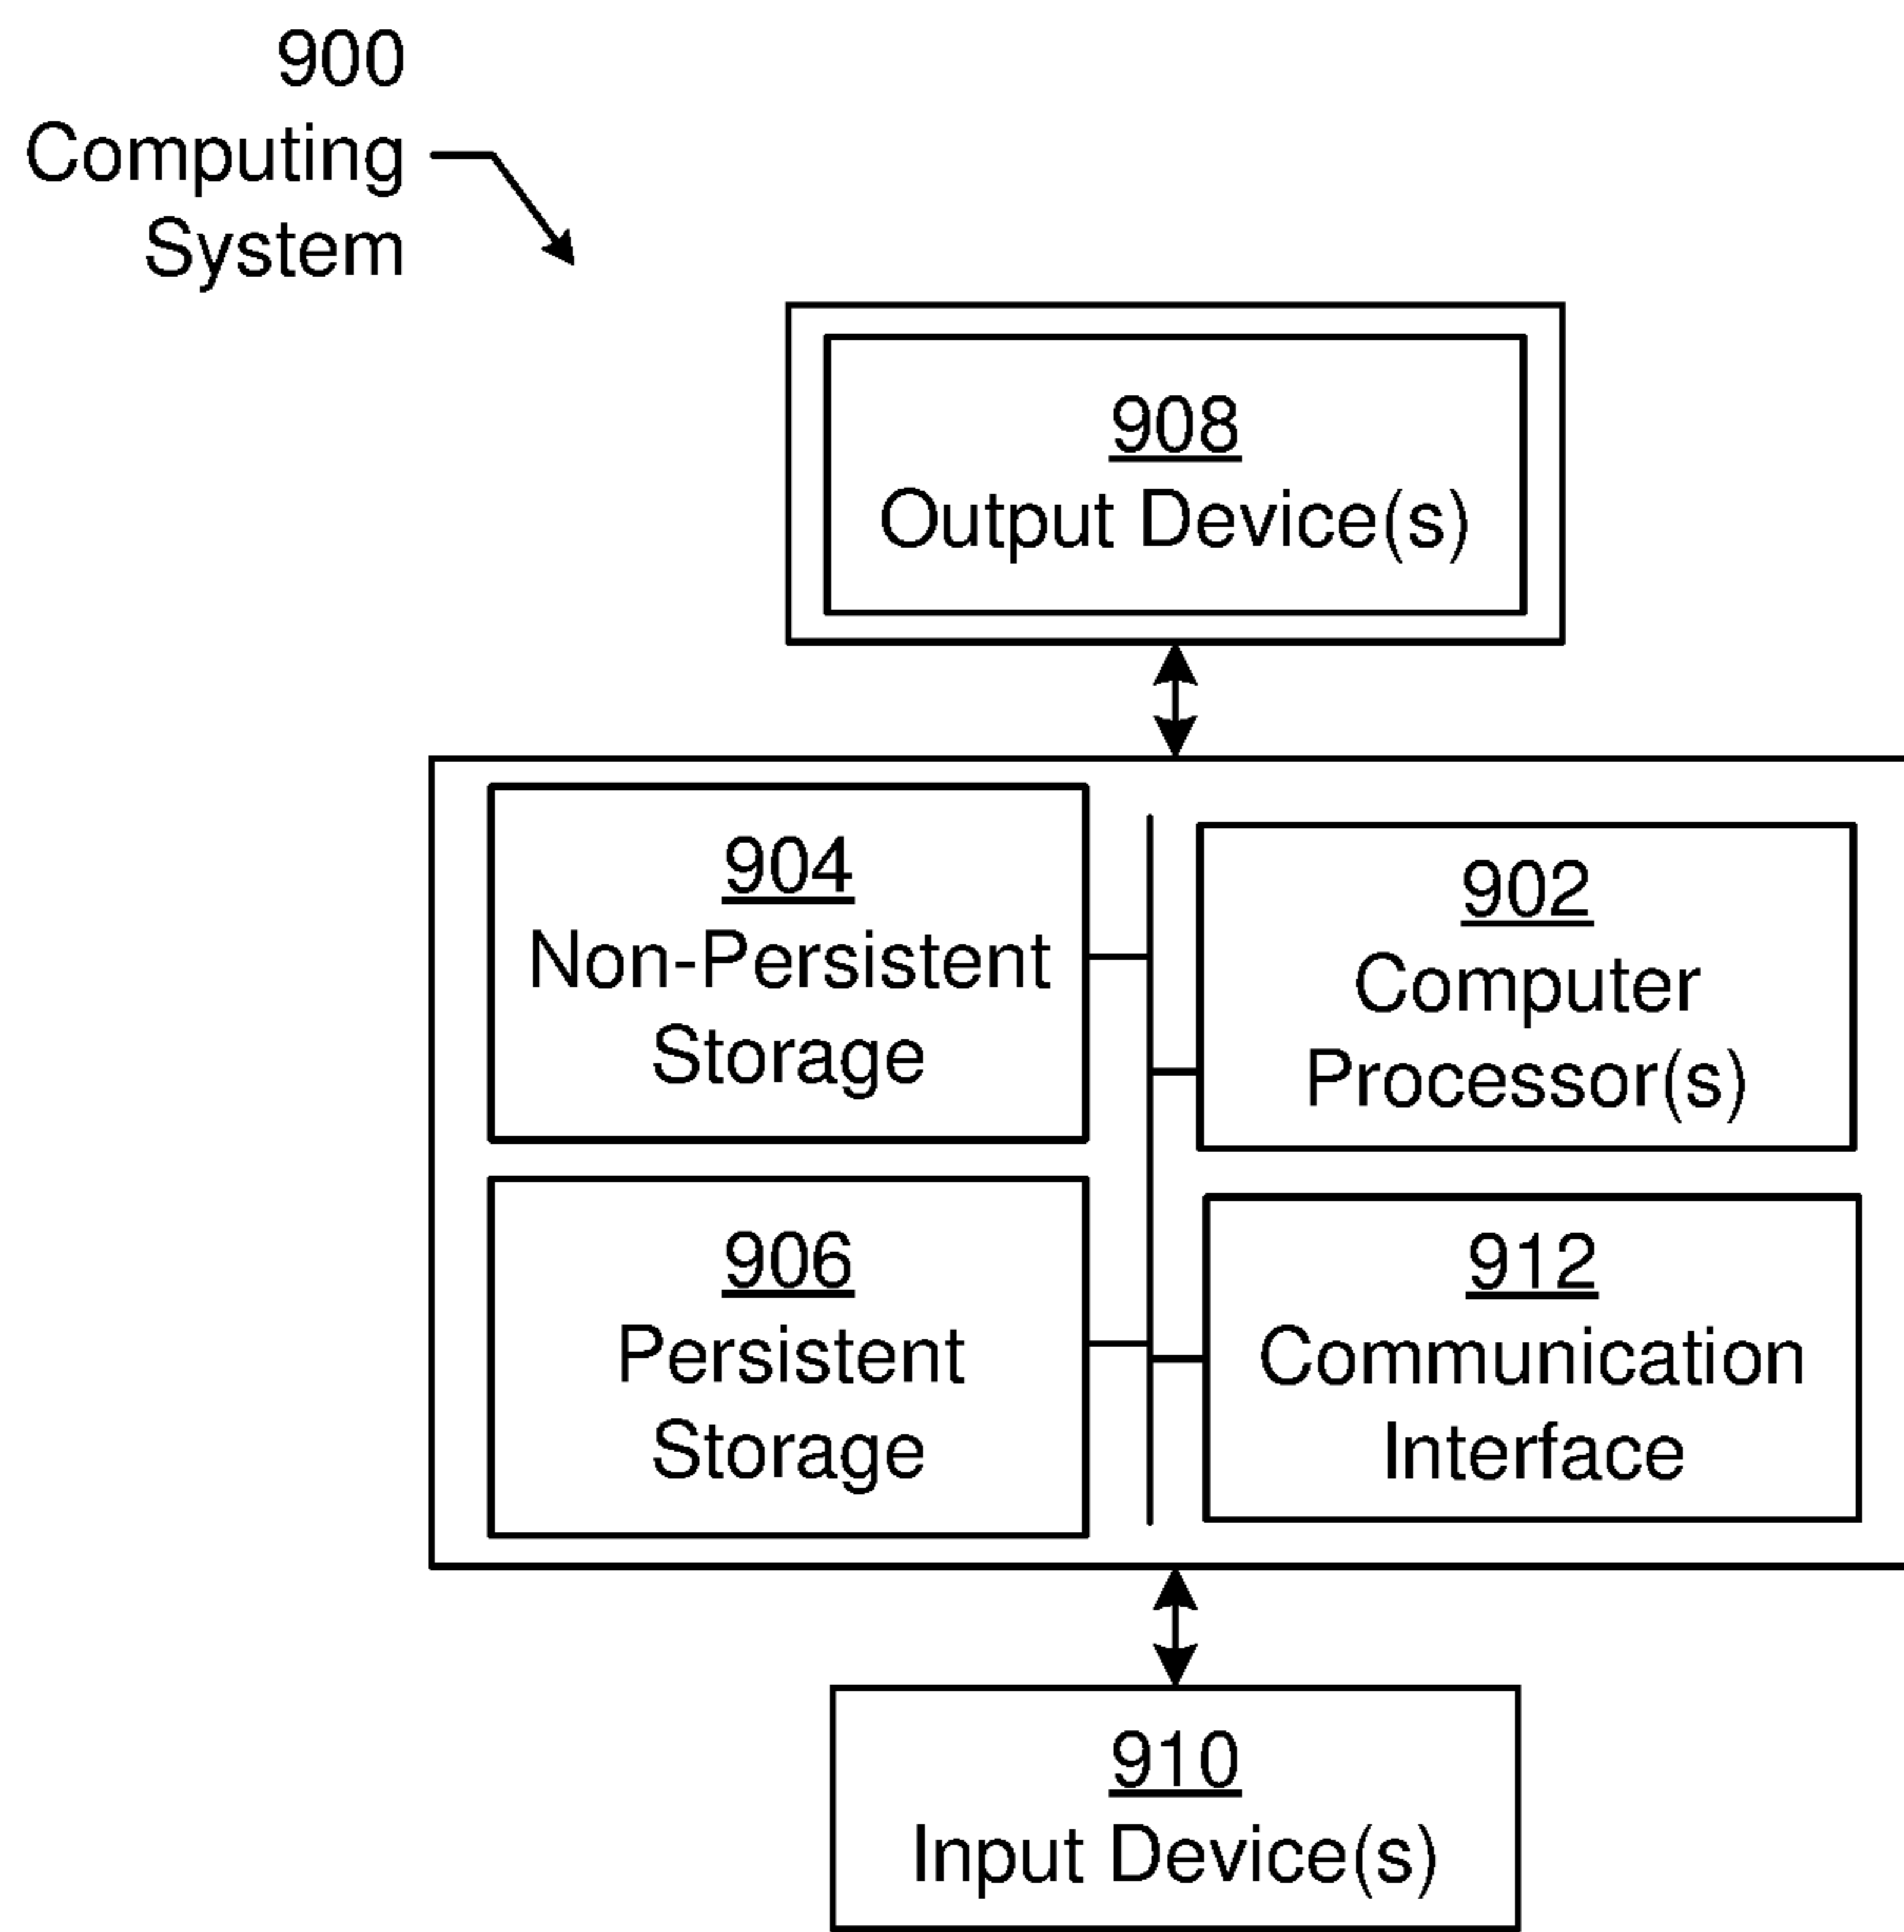 900
Computing
System
908
Output Device(s)
904
Non-Persistent
Storage
902
Computer
Processor(s)
906
Persistent
Storage
912
Communication
Interface
910
Input Device(s)